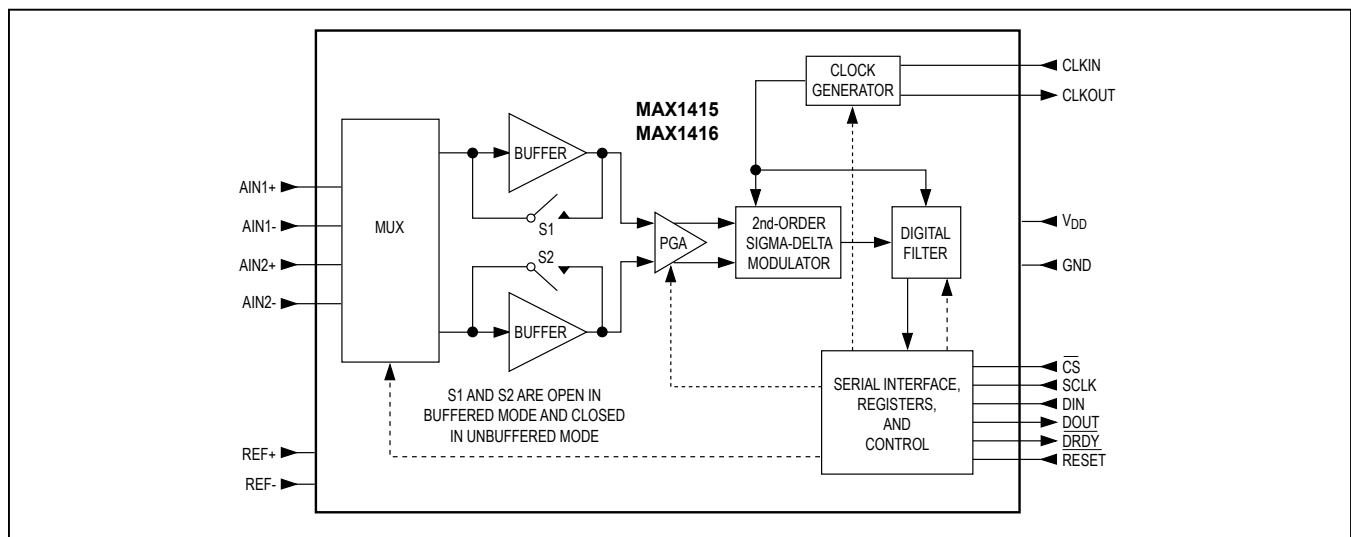 CLOCK
GENERATOR
CLKIN
CLKOUT
MAX1415
MAX1416
BUFFER
AIN1+
AIN1-
AIN2+
AIN2-
MUX
S1
S2
BUFFER
PGA
2nd-ORDER
SIGMA-DELTA
MODULATOR
DIGITAL
FILTER
VDD
GND
S1 AND S2 ARE OPEN IN
BUFFERED MODE AND CLOSED
IN UNBUFFERED MODE
SERIAL INTERFACE,
REGISTERS,
AND
CONTROL
CS
SCLK
DIN
DOUT
DRDY
RESET
REF+
REF-